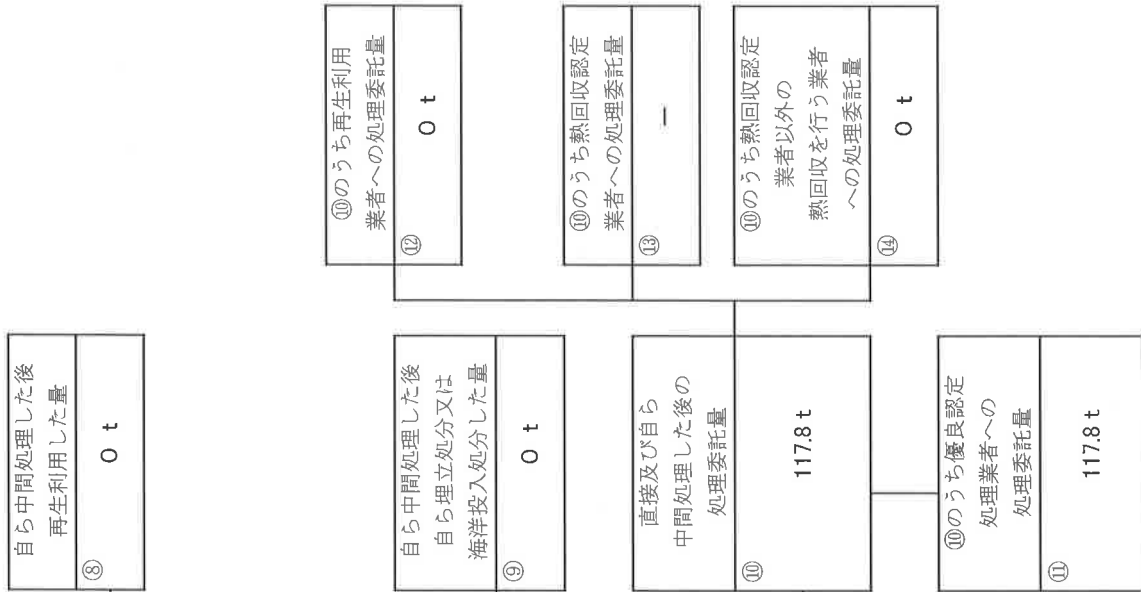 自ら中間処理した後
再生利用した量
⑧
0 t
自ら中間処理した後
自ら埋立処分又は
海洋投入処分した量
⑨
0 t
直接及び自ら
中間処理した後の
処理委託量
⑩
117.8 t
⑩のうち優良認定
処理業者への
処理委託量
⑪
117.8 t
⑩のうち再生利用
業者への処理委託量
⑫
0 t
⑩のうち熱回収認定
業者への処理委託量
⑬
ー
⑩のうち熱回収認定
業者以外の
熱回収を行う業者
への処理委託量
⑭
0 t